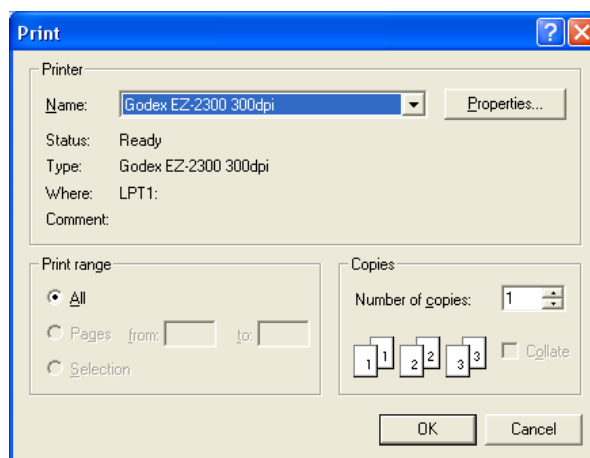 Print
Printer
Name: Godex EZ-2300 300dpi Properties...
Status: Ready
Type: Godex EZ-2300 300dpi
Where: LPT1:
Comment:
Print range
All
Pages from: to:
Selection
Copies
Number of copies: 1
1 1 2 2 3 3
Collate
OK Cancel